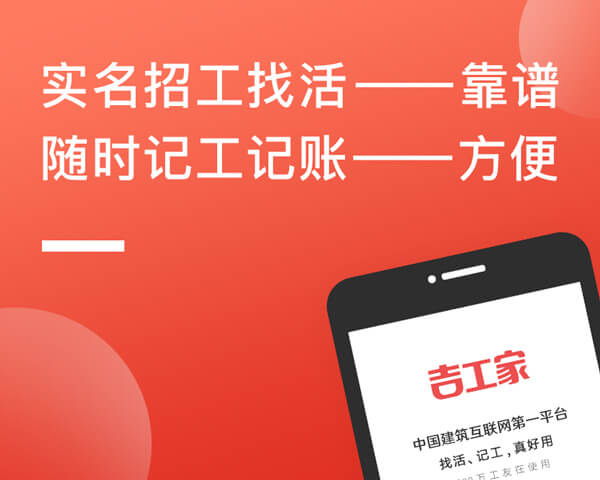 实名招工找活——靠谱
随时记工记账——方便
吉工家
中国建筑互联网第一平台
找活、记工,真好用
万工友在使用